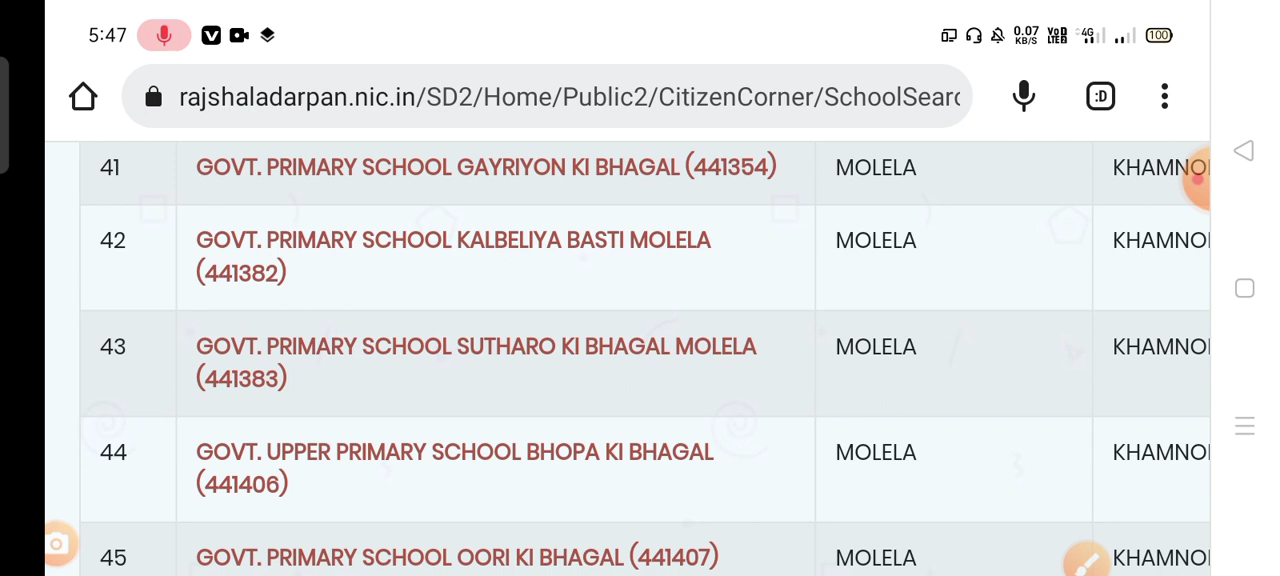 5:47 V 0.07 KB/S VoD LTEB 4G 100
rajshaladarpan.nic.in/SD2/Home/Public2/CitizenCorner/SchoolSearc :D
41 GOVT. PRIMARY SCHOOL GAYRIYON KI BHAGAL (441354) MOLELA KHAMNO
42 GOVT. PRIMARY SCHOOL KALBELIYA BASTI MOLELA MOLELA KHAMNO
(441382)
43 GOVT. PRIMARY SCHOOL SUTHARO KI BHAGAL MOLELA MOLELA KHAMNO
(441383)
44 GOVT. UPPER PRIMARY SCHOOL BHOPA KI BHAGAL MOLELA KHAMNO
(441406)
45 GOVT. PRIMARY SCHOOL OORI KI BHAGAL (441407) MOLELA KHAMNO